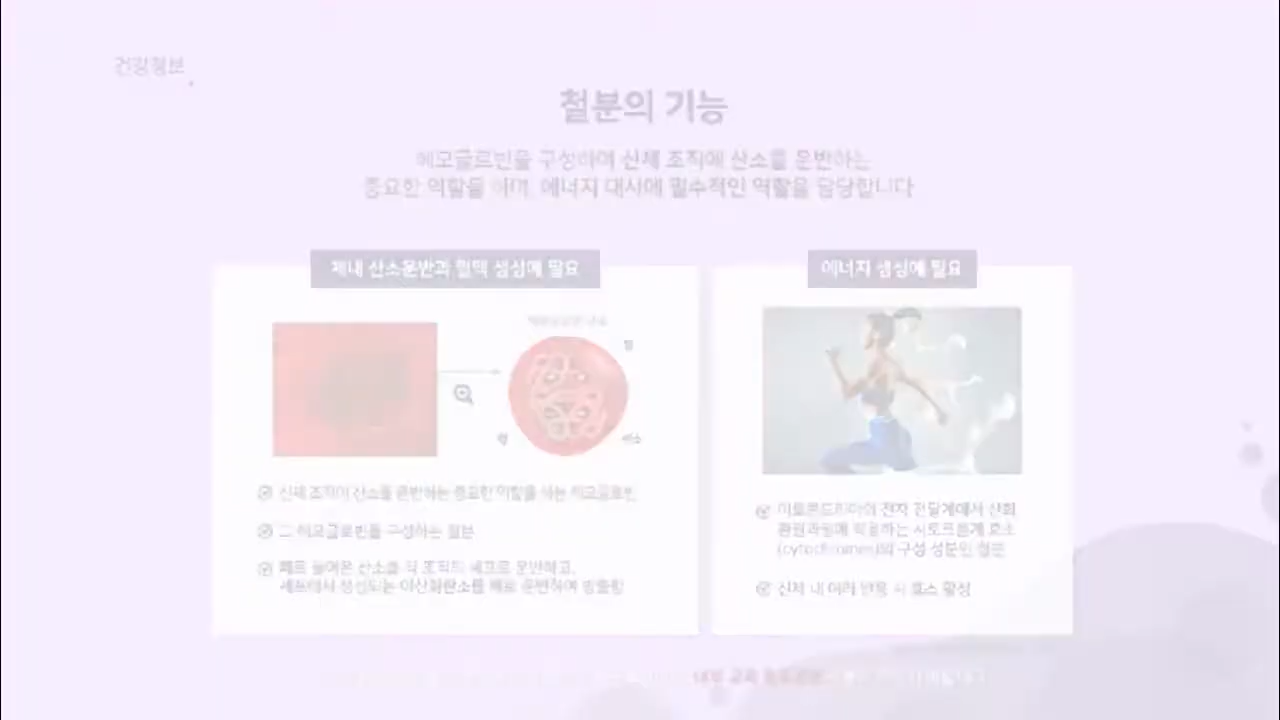 건강정보
철분의 기능
헤모글로빈을 구성하며 신체 조직에 산소를 운반하는
중요한 역할을 하며, 에너지 대사에 필수적인 역할을 담당합니다
체내 산소운반과 혈액 생성에 필요
에너지 생성에 필요
철
철
산소
신체 조직이 산소를 운반하는 중요한 역할을 하는 헤모글로빈
그 헤모글로빈을 구성하는 철분
폐로 들어온 산소를 각 조직의 세포로 운반하고,
세포에서 생성되는 이산화탄소를 폐로 운반하여 방출함
미토콘드리아의 전자 전달계에서 산화
환원과정에 작용하는 시토크롬계 효소
(cytochromes)의 구성 성분인 철분
신체 내 여러 반응 시 효소 활성
내부 교육